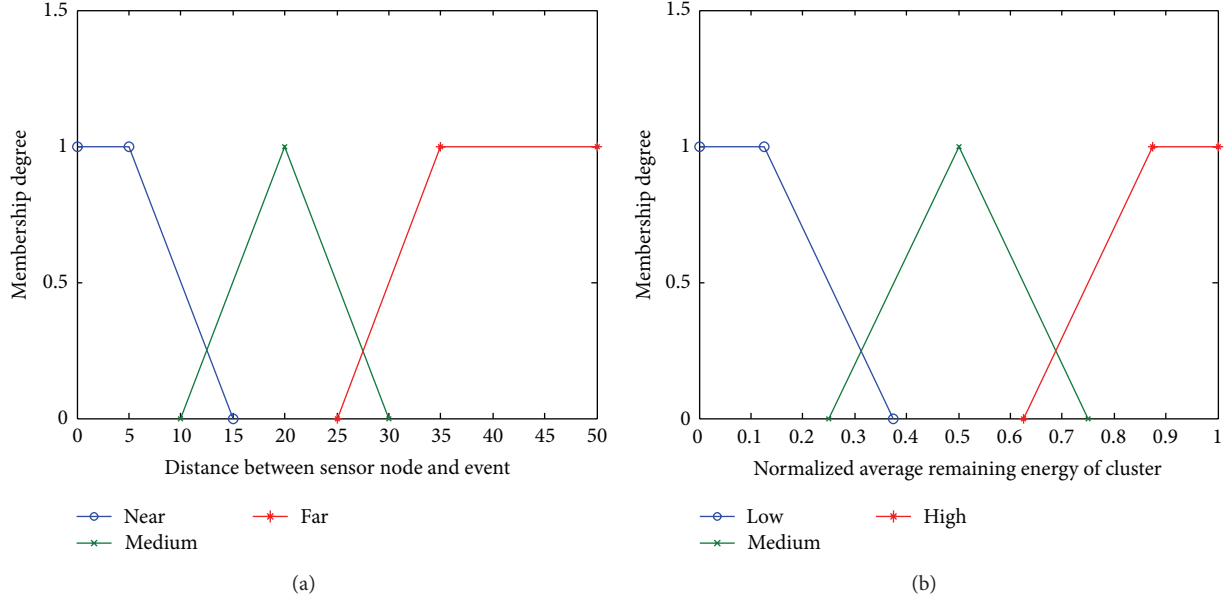 1.5
1
0.5
0
Membership degree
0 5 10 15 20 25 30 35 40 45 50
Distance between sensor node and event
Near
Far
Medium
(a)
1.5
1
0.5
0
Membership degree
0 0.1 0.2 0.3 0.4 0.5 0.6 0.7 0.8 0.9 1
Normalized average remaining energy of cluster
Low
High
Medium
(b)